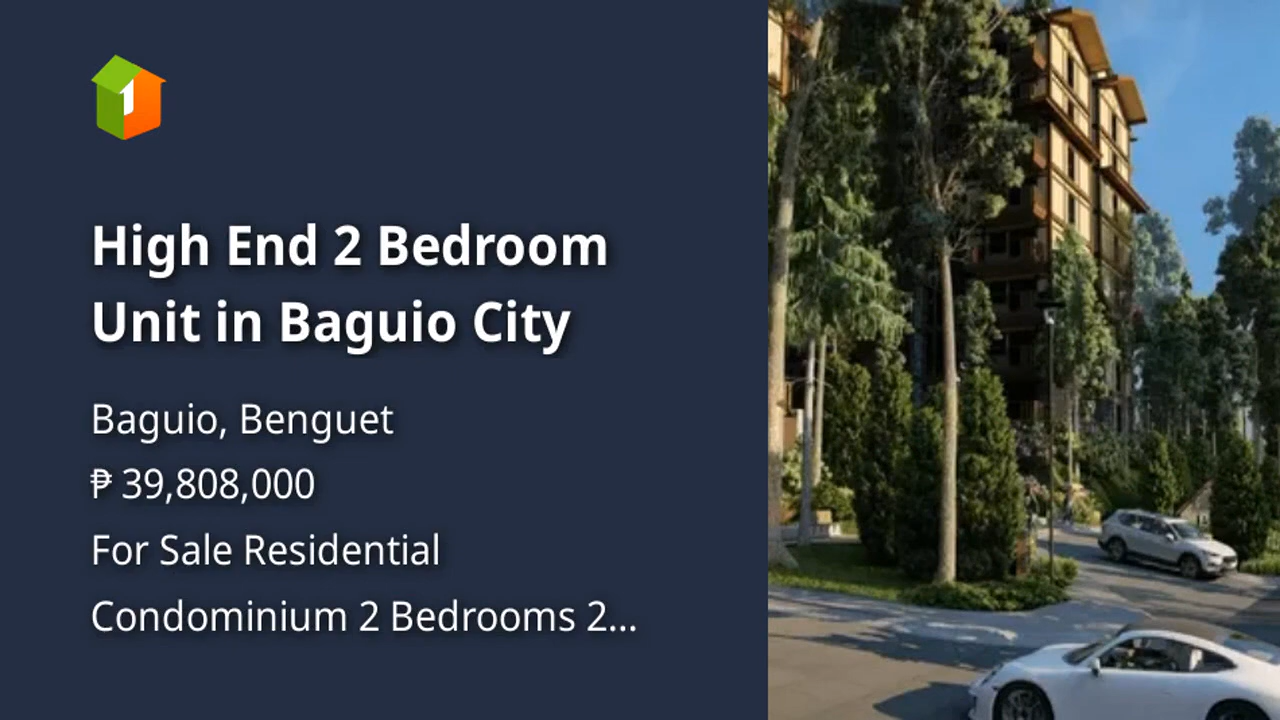 High End 2 Bedroom
Unit in Baguio City
Baguio, Benguet
₱ 39,808,000
For Sale Residential
Condominium 2 Bedrooms 2...